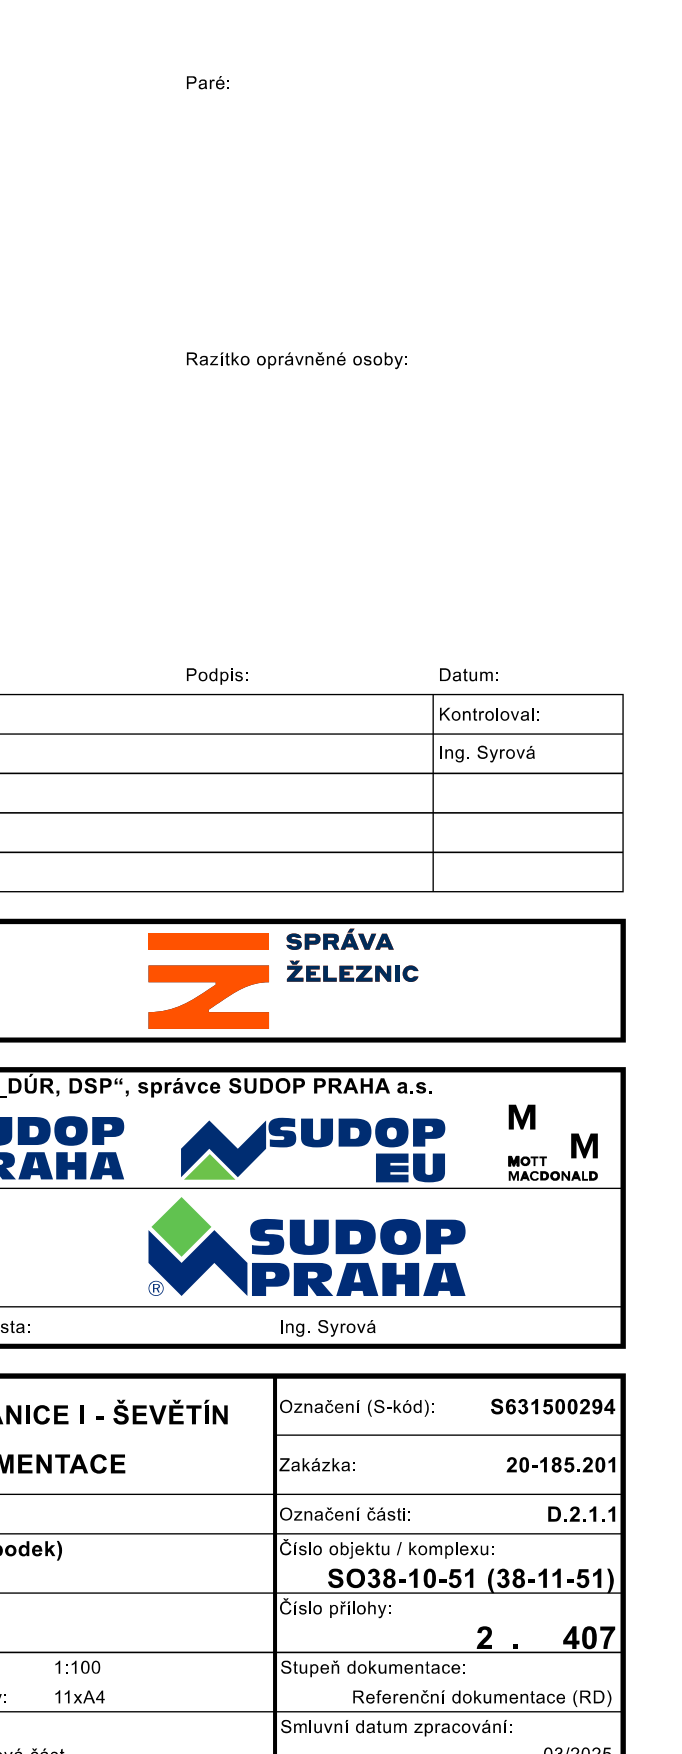 Paré:
Razítko oprávněné osoby:
Podpis: Datum:
Kontroloval:
Ing. Syrová
SPRÁVA
ŽELEZNIC
_DÚR, DSP“, správce SUDOP PRAHA a.s.
UDOP SUDOP M
RAHA EU M
MOTT
MACDONALD
SUDOP
PRAHA
®
sta: Ing. Syrová
ANICE I - ŠEVĚTÍN
Označení (S-kód): S631500294
MENTACE
Zakázka: 20-185.201
Označení části: D.2.1.1
podek)
Číslo objektu / komplexu:
SO38-10-51 (38-11-51)
Číslo přílohy:
2 . 407
1:100 Stupeň dokumentace:
11xA4 Referenční dokumentace (RD)
Smluvní datum zpracování:
03/2025